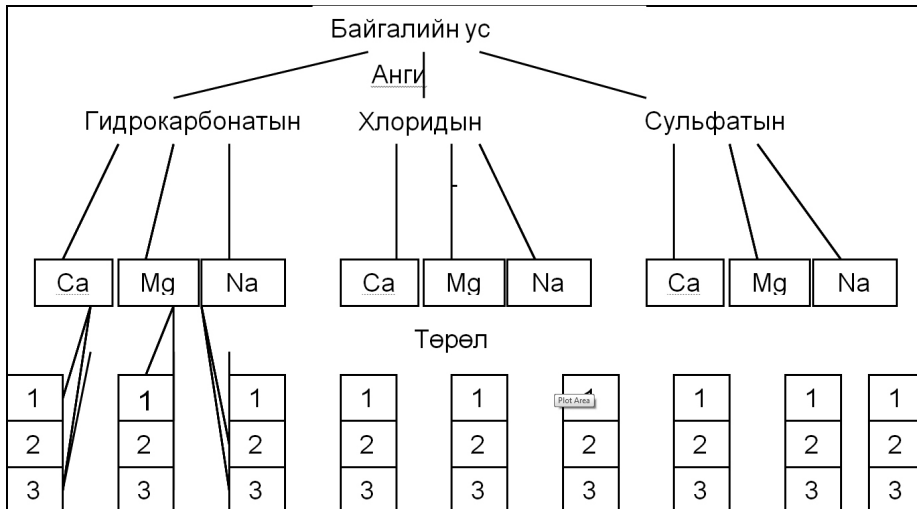 Байгалийн ус
Анги
Гидрокарбонатын Хлоридын Сульфатын
Ca Mg Na Ca Mg Na Ca Mg Na
Төрөл
1 1 1 1 1 1 1 1 1
Plot Area
2 2 2 2 2 2 2 2 2
3 3 3 3 3 3 3 3 3